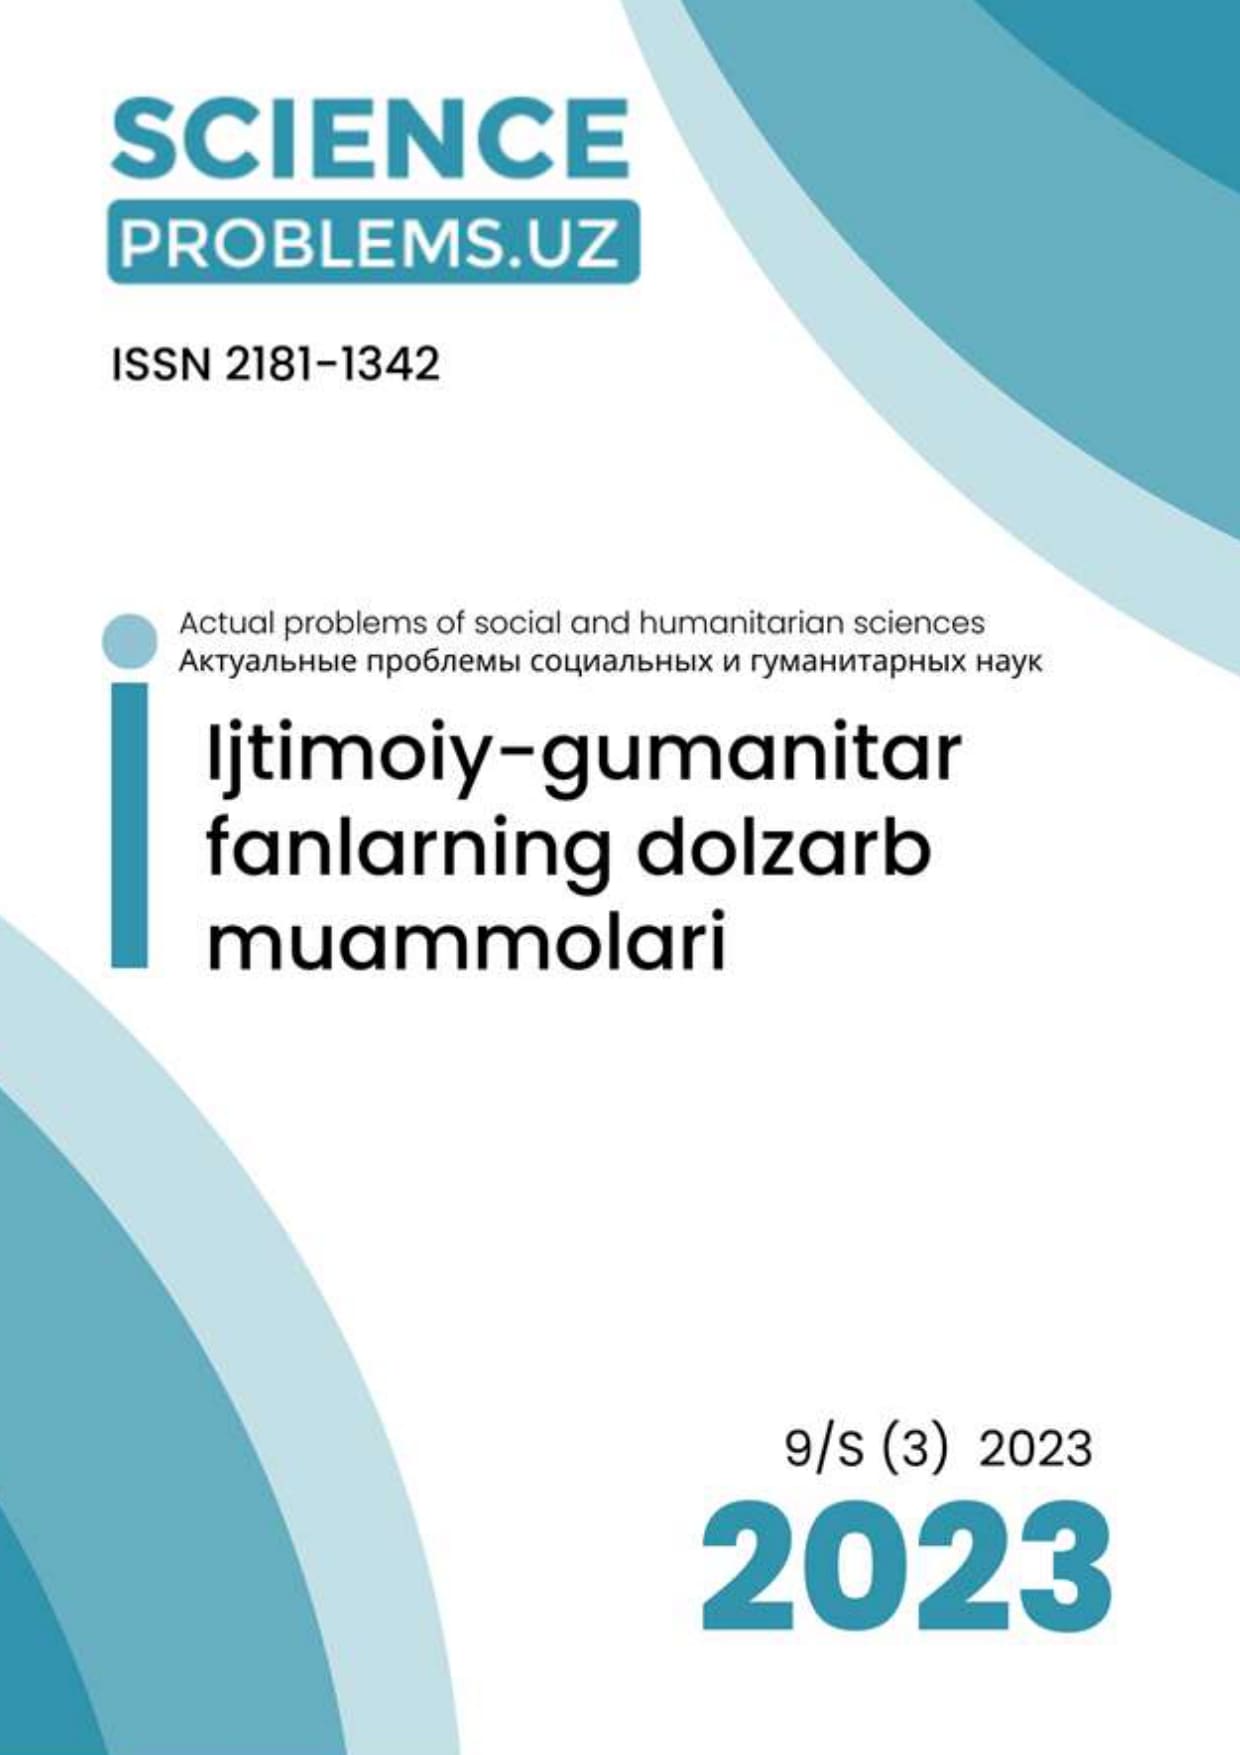 SCIENCE
PROBLEMS.UZ
ISSN 2181-1342
Actual problems of social and humanitarian sciences
Актуальные проблемы социальных и гуманитарных наук
Ijtimoiy-gumanitar
fanlarning dolzarb
muammolari
9/S (3) 2023
2023